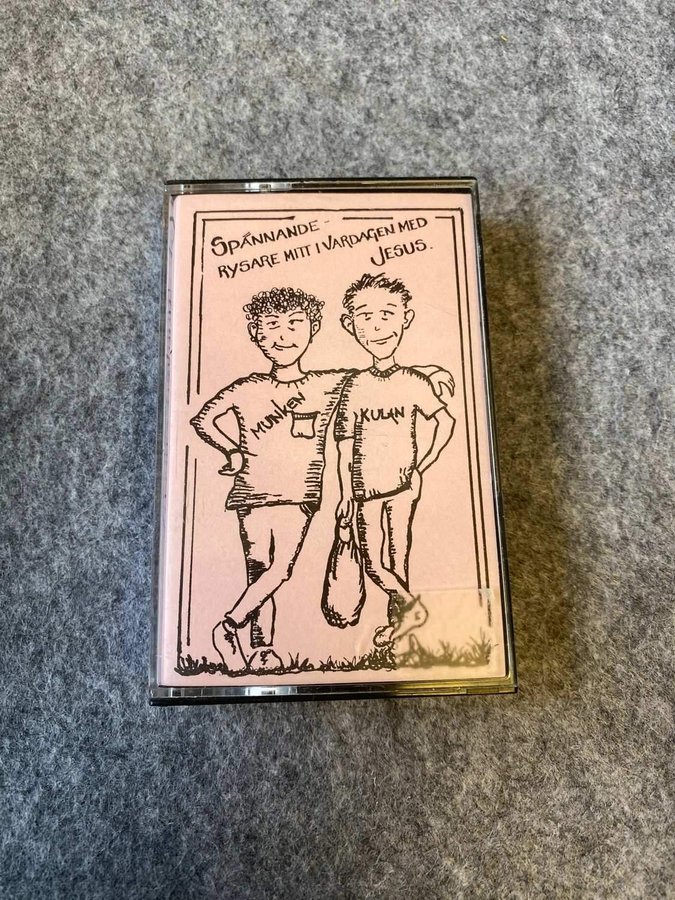 SPÄNNANDE -
RYSARE MITT I VARDAGEN MED
JESUS.
MUNKEN
KULAN